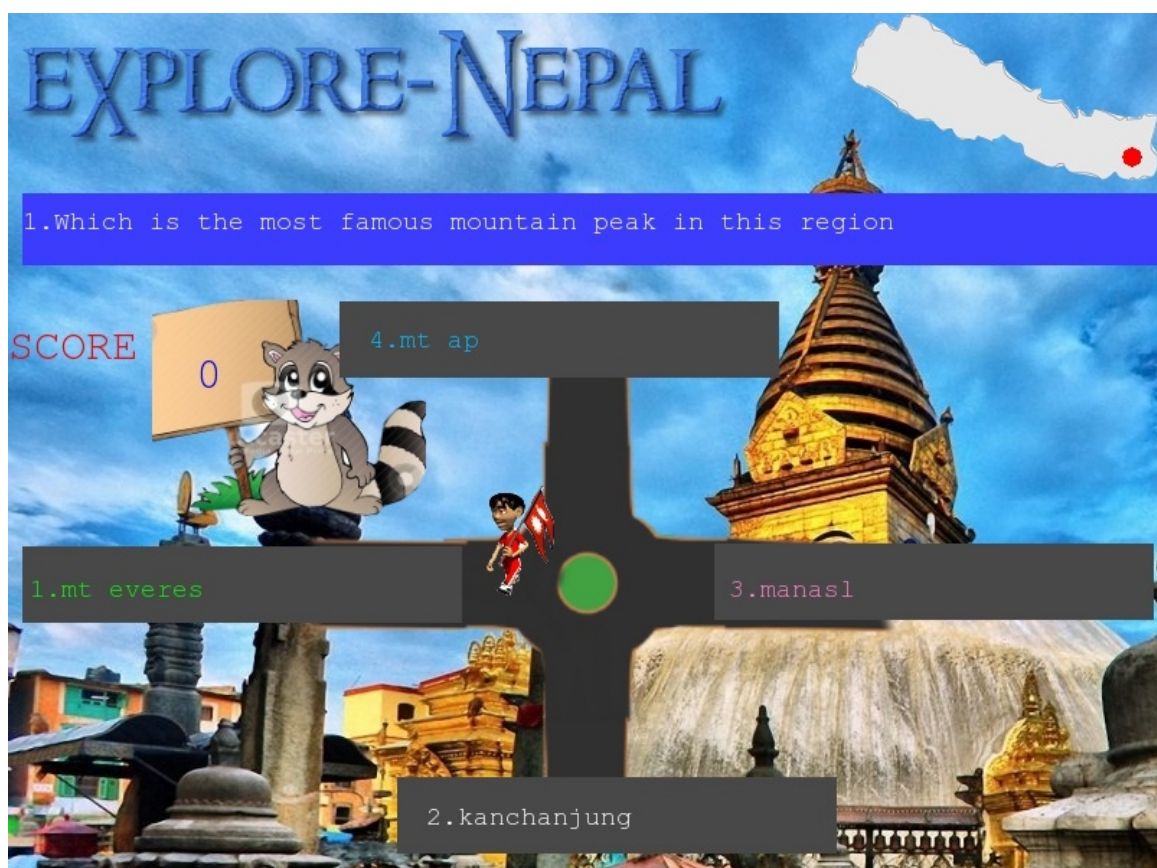 EXPLORE-NEPAL
1.Which is the most famous mountain peak in this region
SCORE
0
4.mt ap
1.mt everes
3.manasl
2.kanchanjung